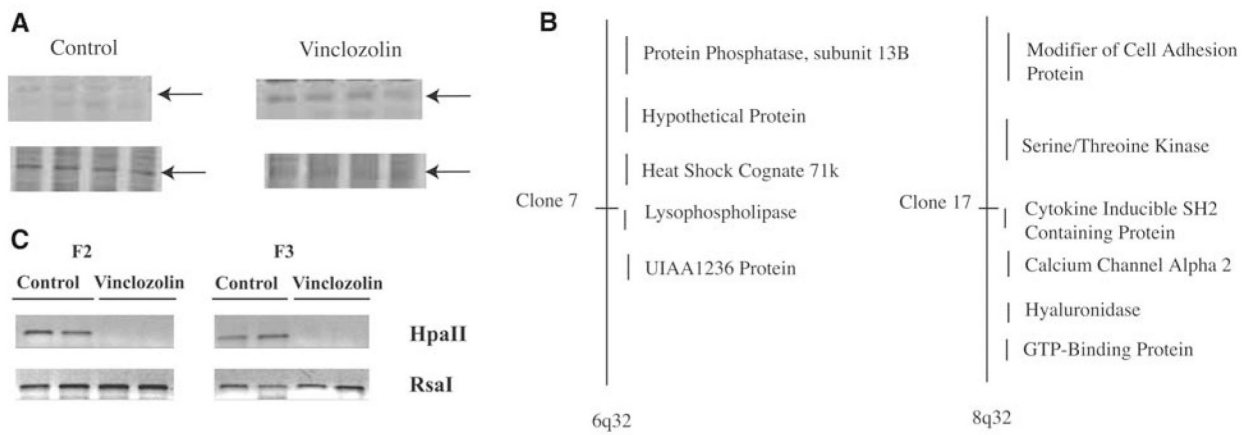 A
Control
Vinclozolin
B
Clone 7
Protein Phosphatase, subunit 13B
Hypothetical Protein
Heat Shock Cognate 71k
Lysophospholipase
UIAA1236 Protein
6q32
Clone 17
Modifier of Cell Adhesion
Protein
Serine/Threoine Kinase
Cytokine Inducible SH2
Containing Protein
Calcium Channel Alpha 2
Hyaluronidase
GTP-Binding Protein
8q32
C
F2
F3
Control Vinclozolin
Control Vinclozolin
HpaII
RsaI